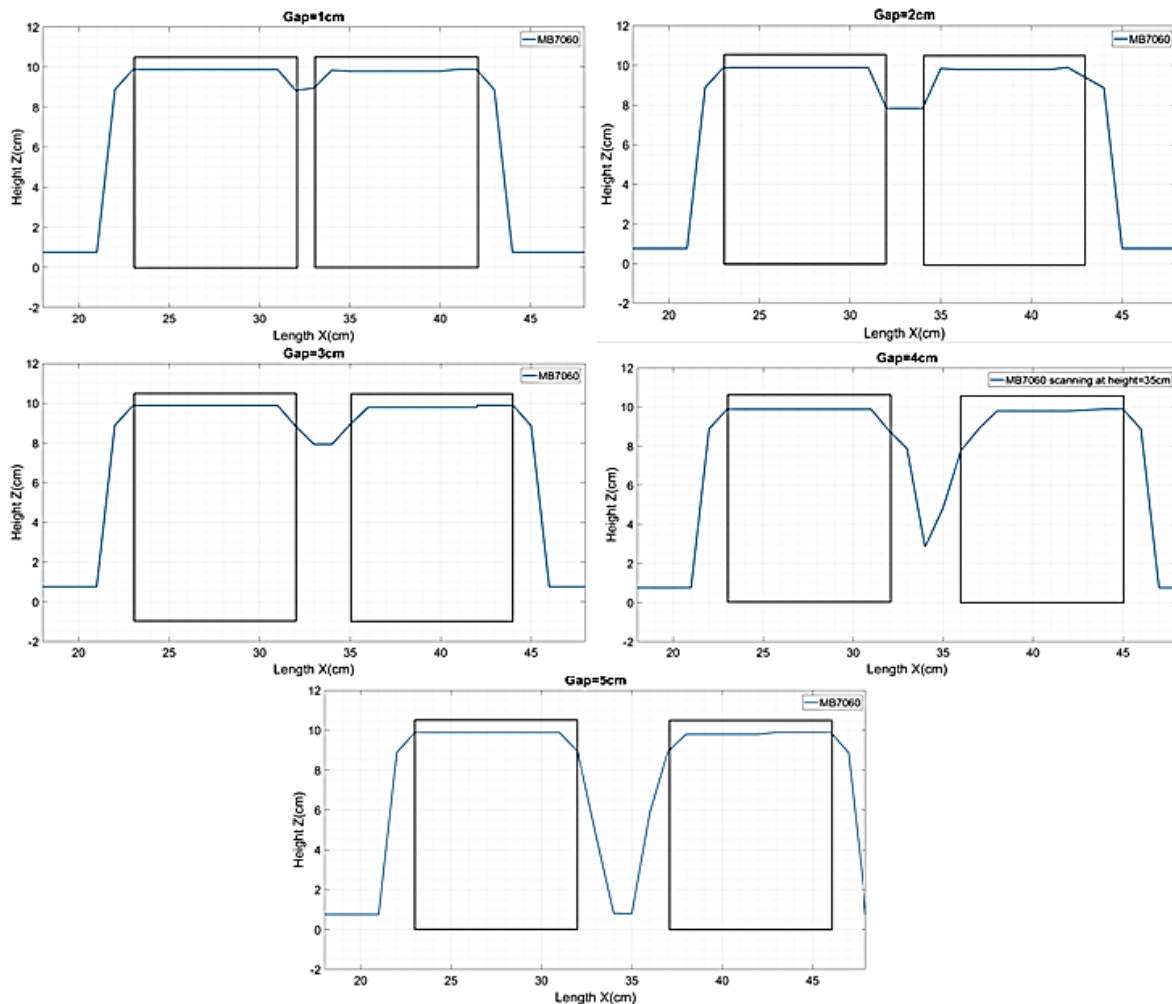 Gap=1cm
MB7060
12
10
8
6
4
2
0
-2
Height Z(cm)
20 25 30 35 40 45
Length X(cm)
Gap=2cm
MB7060
12
10
8
6
4
2
0
-2
Height Z(cm)
20 25 30 35 40 45
Length X(cm)
Gap=3cm
MB7060
12
10
8
6
4
2
0
-2
Height Z(cm)
20 25 30 35 40 45
Length X(cm)
Gap=4cm
MB7060 scanning at height=35cm
12
10
8
6
4
2
0
-2
Height Z(cm)
20 25 30 35 40 45
Length X(cm)
Gap=5cm
MB7060
12
10
8
6
4
2
0
-2
Height Z(cm)
20 25 30 35 40 45
Length X(cm)